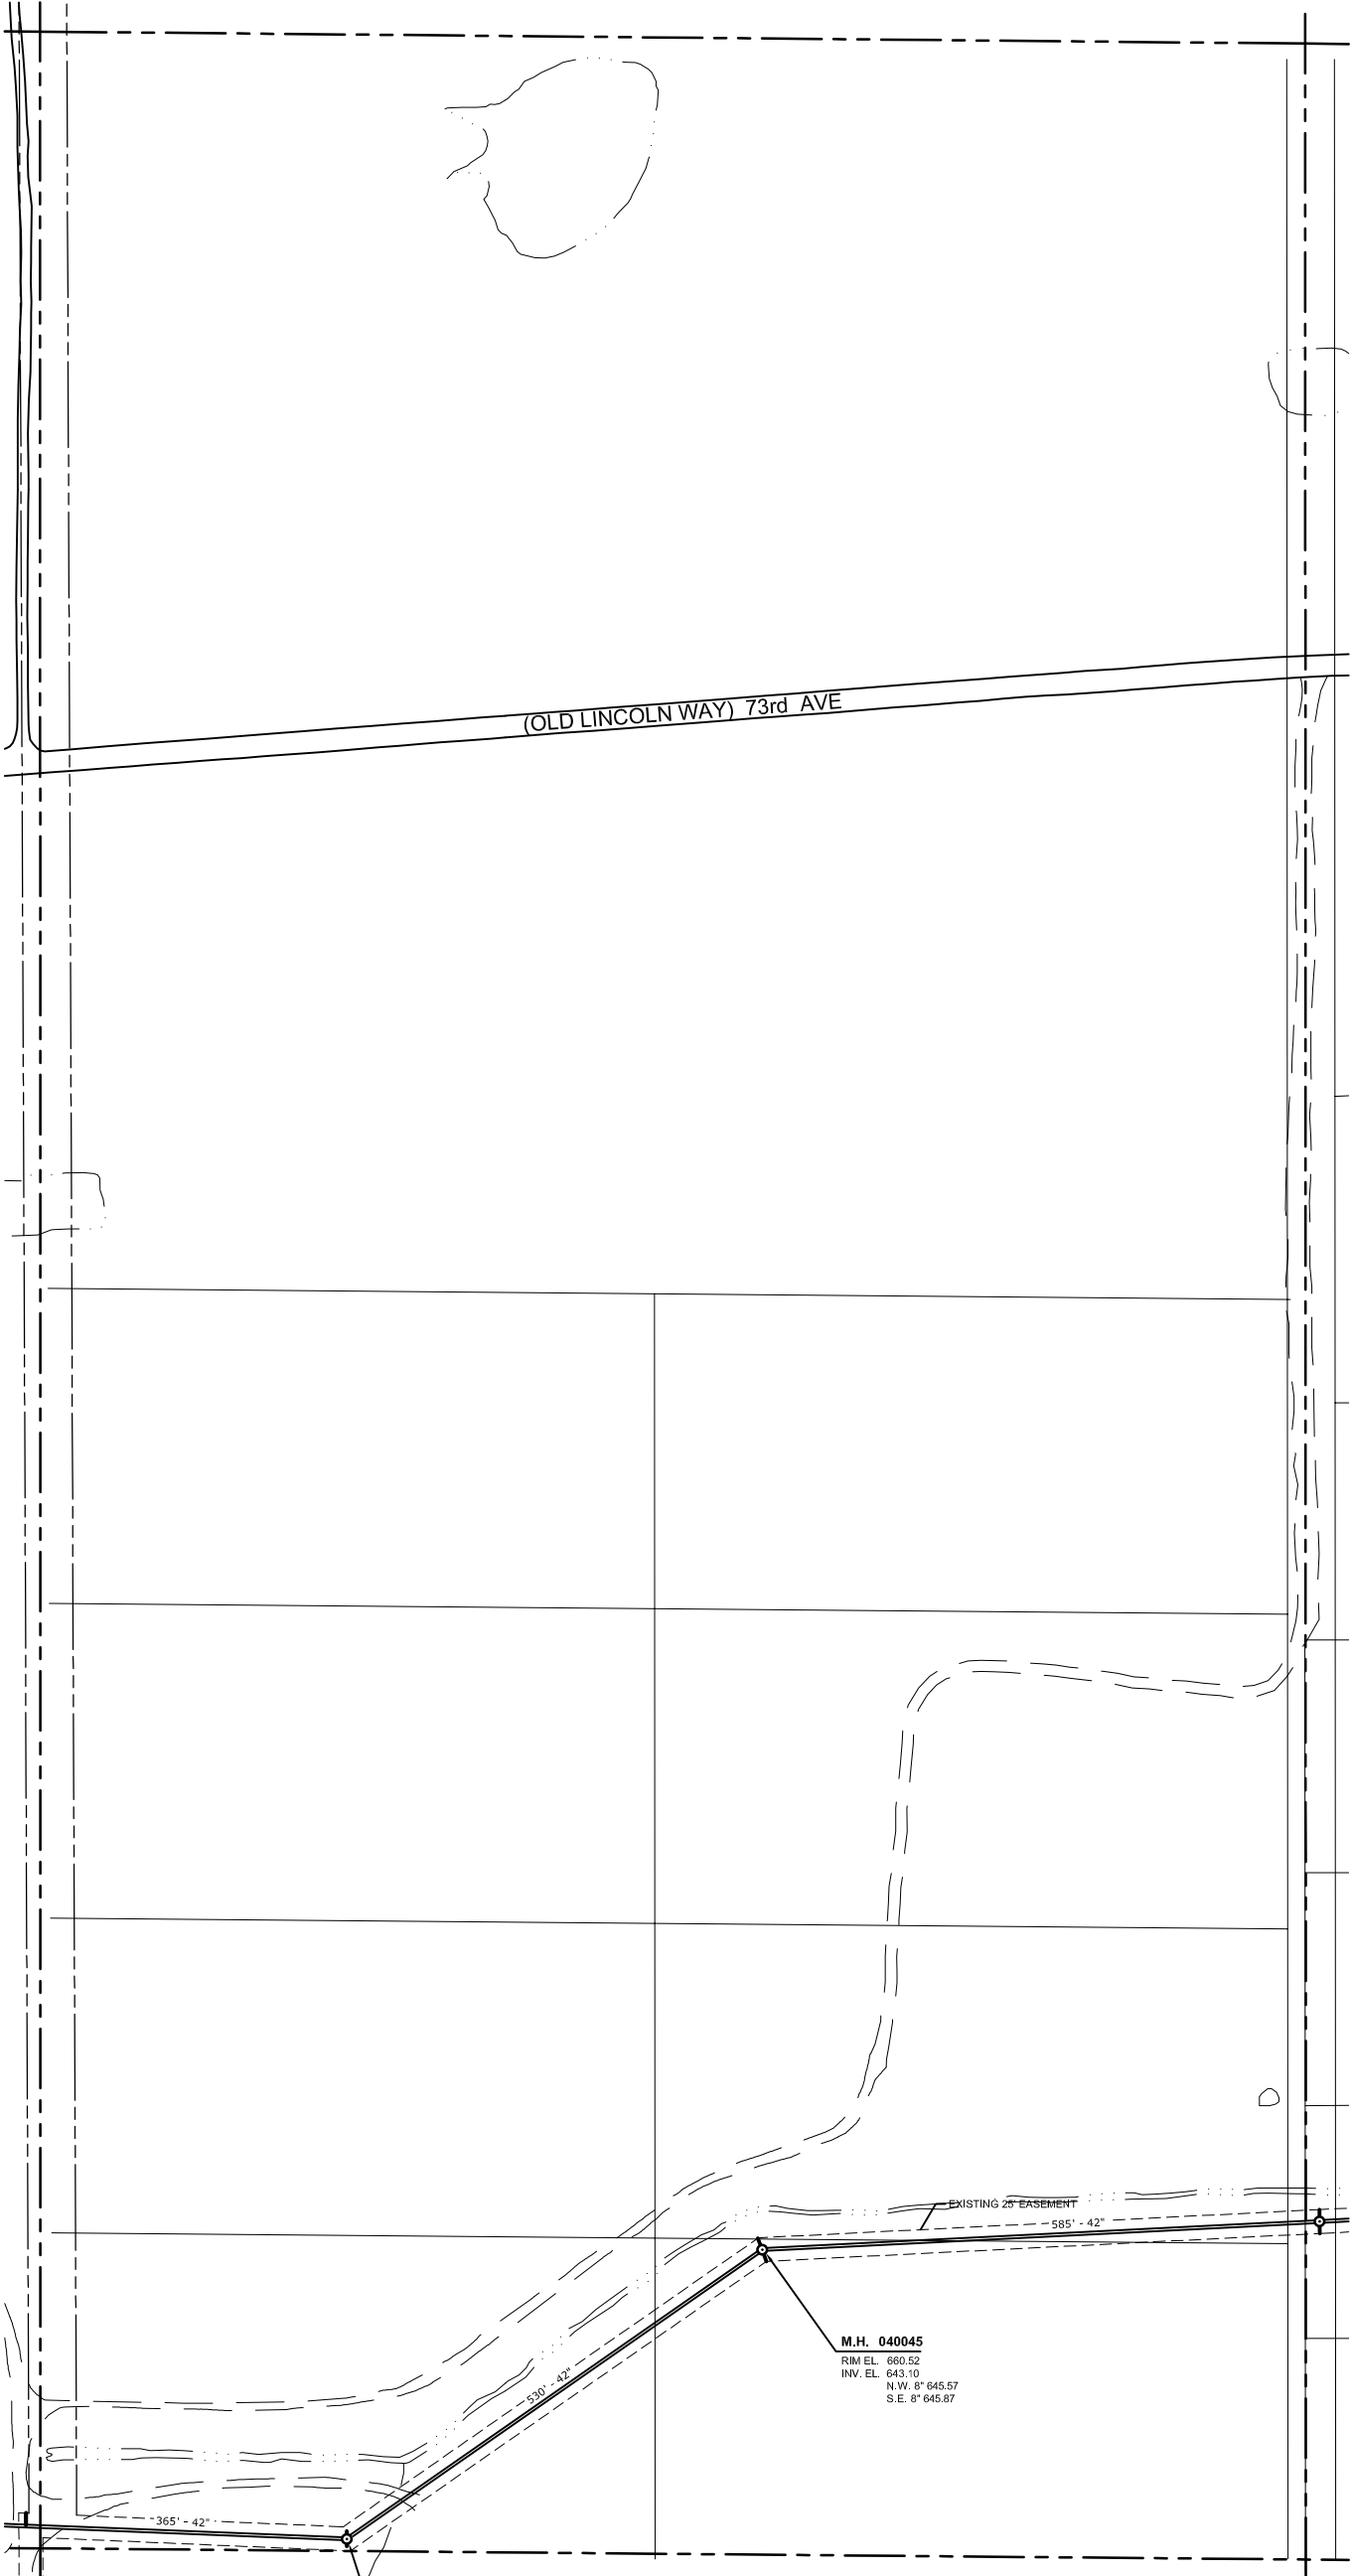 (OLD LINCOLN WAY) 73rd AVE
EXISTING 25' EASEMENT
585' - 42"
M.H. 040045
RIM EL. 660.52
INV. EL. 643.10
N.W. 8" 645.57
S.E. 8" 645.87
530' - 42"
365' - 42"